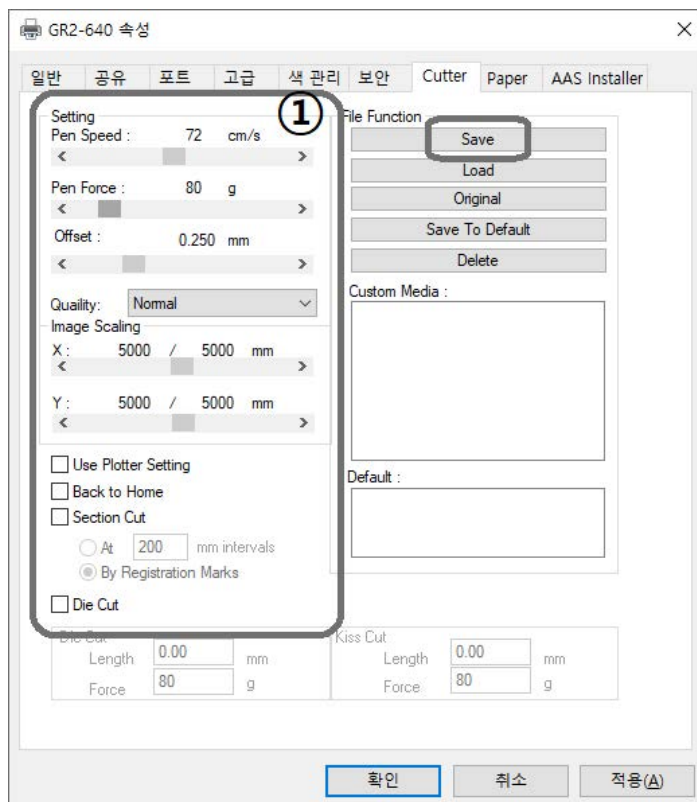 GR2-640 속성
일반 공유 포트 고급 색 관리 보안 Cutter Paper AAS Installer
①
Setting
Pen Speed : 72 cm/s
Pen Force : 80 g
Offset : 0.250 mm
Quaility: Normal
Image Scaling
X : 5000 / 5000 mm
Y : 5000 / 5000 mm
Use Plotter Setting
Back to Home
Section Cut
At 200 mm intervals
By Registration Marks
Die Cut
File Function
Save
Load
Original
Save To Default
Delete
Custom Media :
Default :
Die Cut
Length 0.00 mm
Force 80 g
Kiss Cut
Length 0.00 mm
Force 80 g
확인 취소 적용(A)